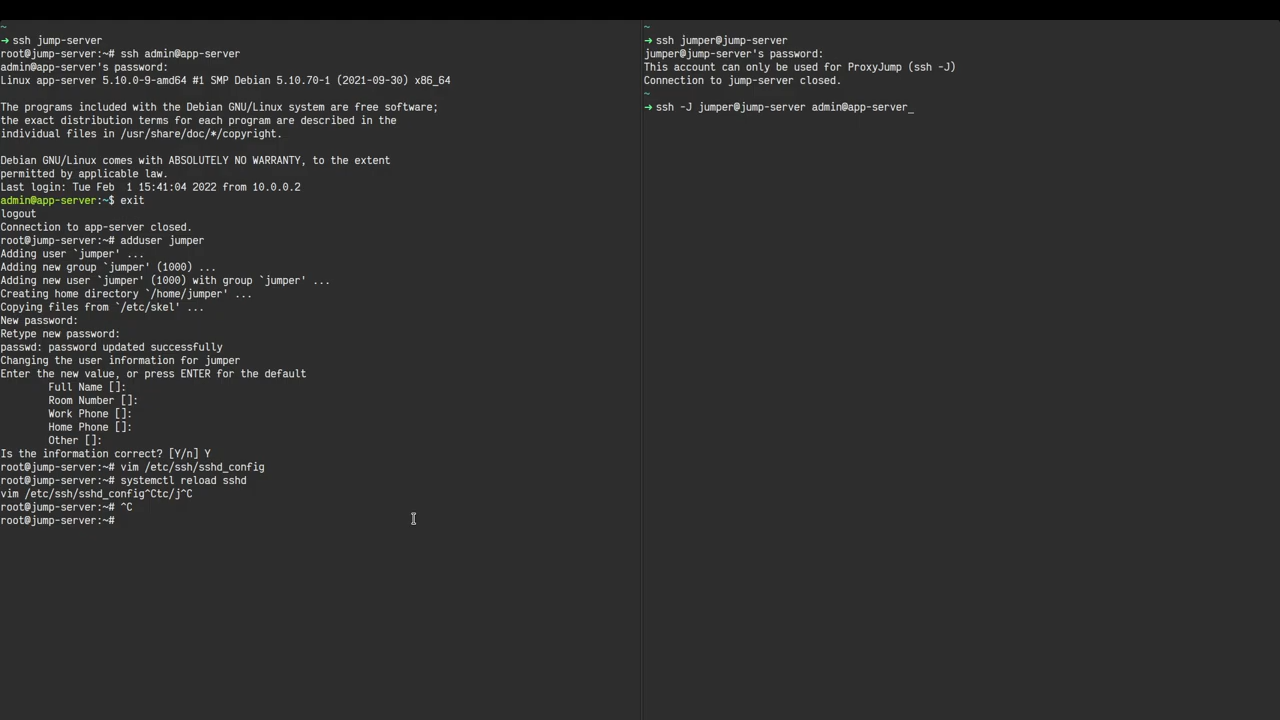 ~
➜ ssh jump-server
root@jump-server:~# ssh admin@app-server
admin@app-server's password:
Linux app-server 5.10.0-9-amd64 #1 SMP Debian 5.10.70-1 (2021-09-30) x86_64
The programs included with the Debian GNU/Linux system are free software;
the exact distribution terms for each program are described in the
individual files in /usr/share/doc/*/copyright.
Debian GNU/Linux comes with ABSOLUTELY NO WARRANTY, to the extent
permitted by applicable law.
Last login: Tue Feb  1 15:41:04 2022 from 10.0.0.2
admin@app-server:~$ exit
logout
Connection to app-server closed.
root@jump-server:~# adduser jumper
Adding user `jumper' ...
Adding new group `jumper' (1000) ...
Adding new user `jumper' (1000) with group `jumper' ...
Creating home directory `/home/jumper' ...
Copying files from `/etc/skel' ...
New password:
Retype new password:
passwd: password updated successfully
Changing the user information for jumper
Enter the new value, or press ENTER for the default
Full Name []:
Room Number []:
Work Phone []:
Home Phone []:
Other []:
Is the information correct? [Y/n] Y
root@jump-server:~# vim /etc/ssh/sshd_config
root@jump-server:~# systemctl reload sshd
vim /etc/ssh/sshd_config^Ctc/j^C
root@jump-server:~# ^C
root@jump-server:~#
~
➜ ssh jumper@jump-server
jumper@jump-server's password:
This account can only be used for ProxyJump (ssh -J)
Connection to jump-server closed.
~
➜ ssh -J jumper@jump-server admin@app-server_